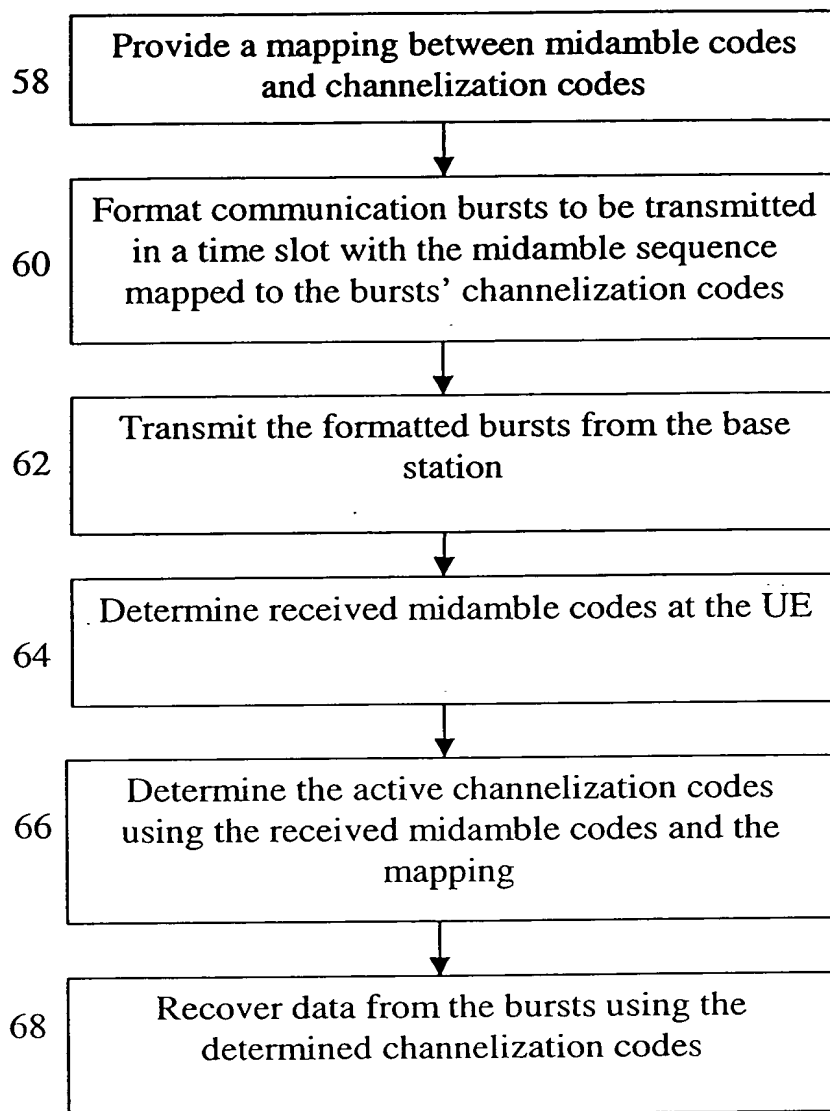 58
Provide a mapping between midamble codes
and channelization codes
60
Format communication bursts to be transmitted
in a time slot with the midamble sequence
mapped to the bursts’ channelization codes
62
Transmit the formatted bursts from the base
station
64
Determine received midamble codes at the UE
66
Determine the active channelization codes
using the received midamble codes and the
mapping
68
Recover data from the bursts using the
determined channelization codes